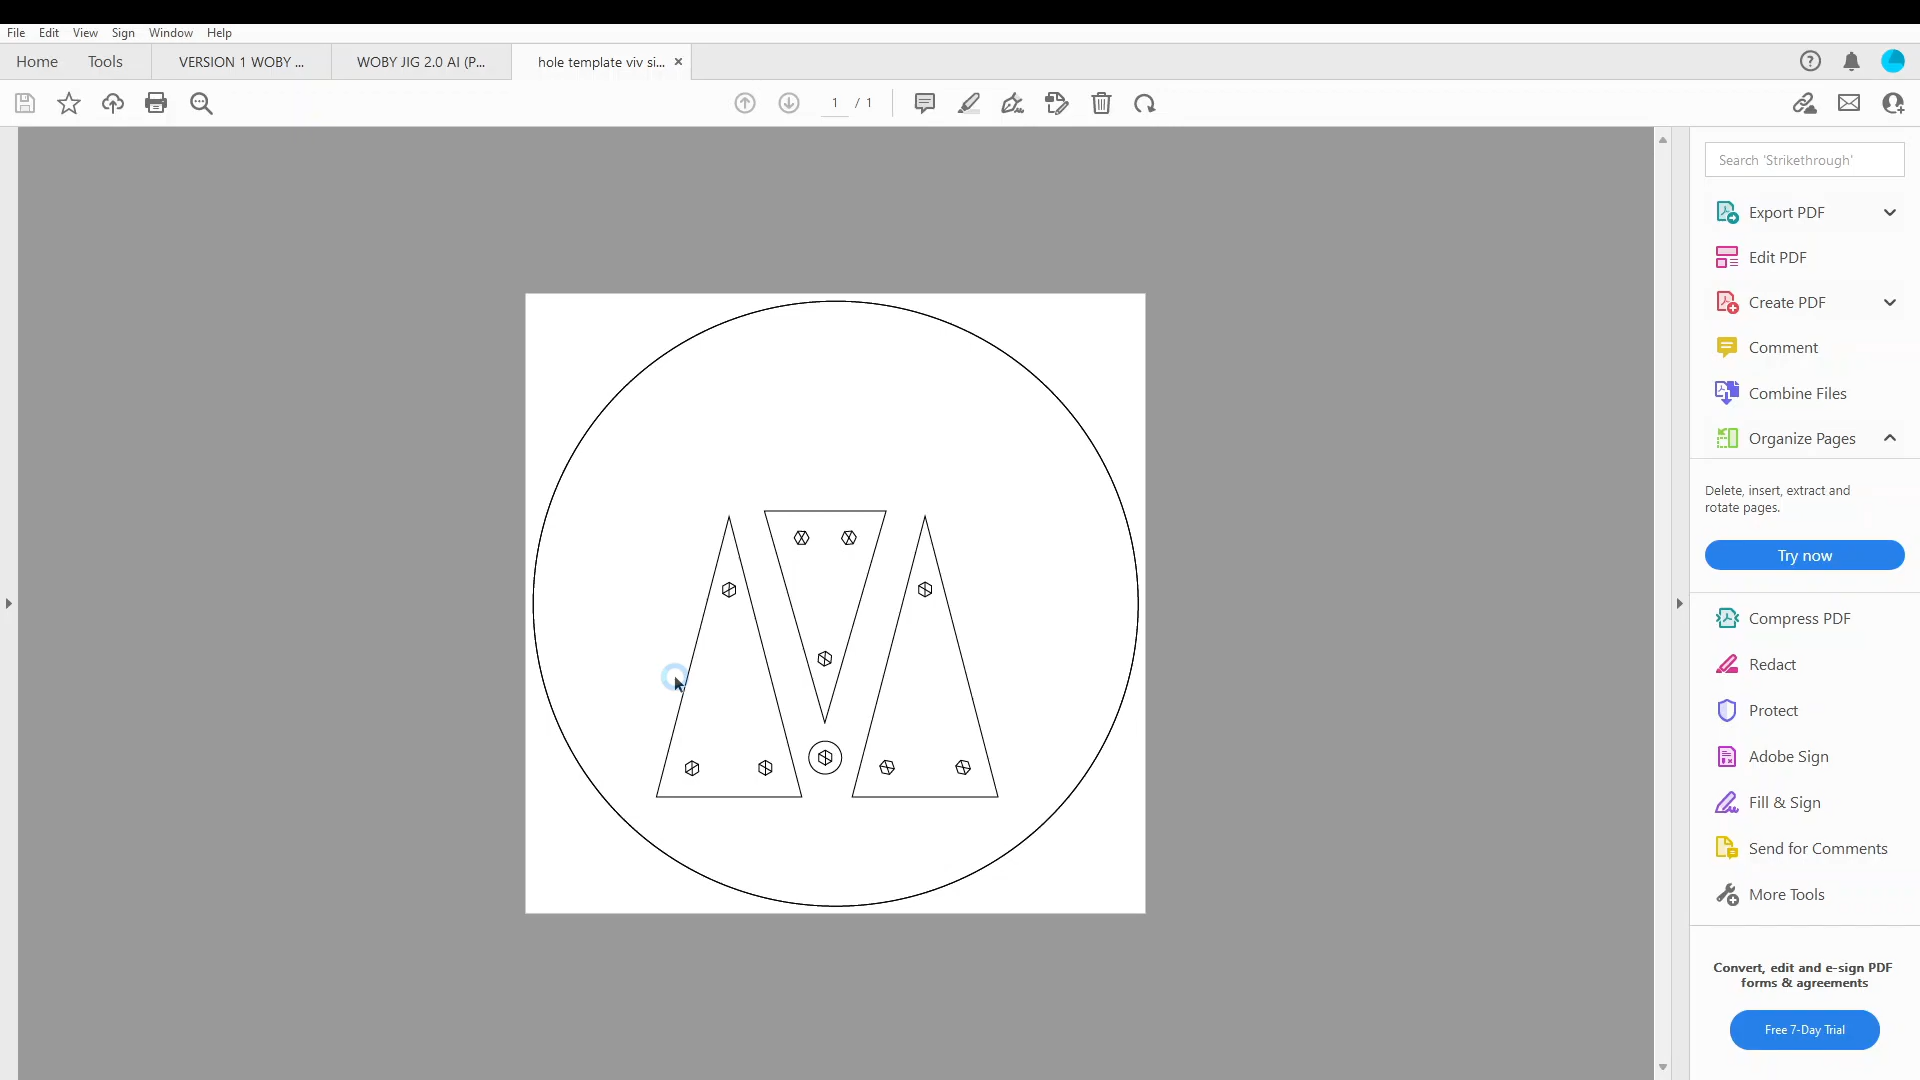 File Edit View Sign Window Help
Home Tools VERSION 1 WOBY ... WOBY JIG 2.0 AI (P... hole template viv si...
1 / 1
Search 'Strikethrough'
Export PDF
Edit PDF
Create PDF
Comment
Combine Files
Organize Pages
Delete, insert, extract and
rotate pages.
Try now
Compress PDF
Redact
Protect
Adobe Sign
Fill & Sign
Send for Comments
More Tools
Convert, edit and e-sign PDF
forms & agreements
Free 7-Day Trial